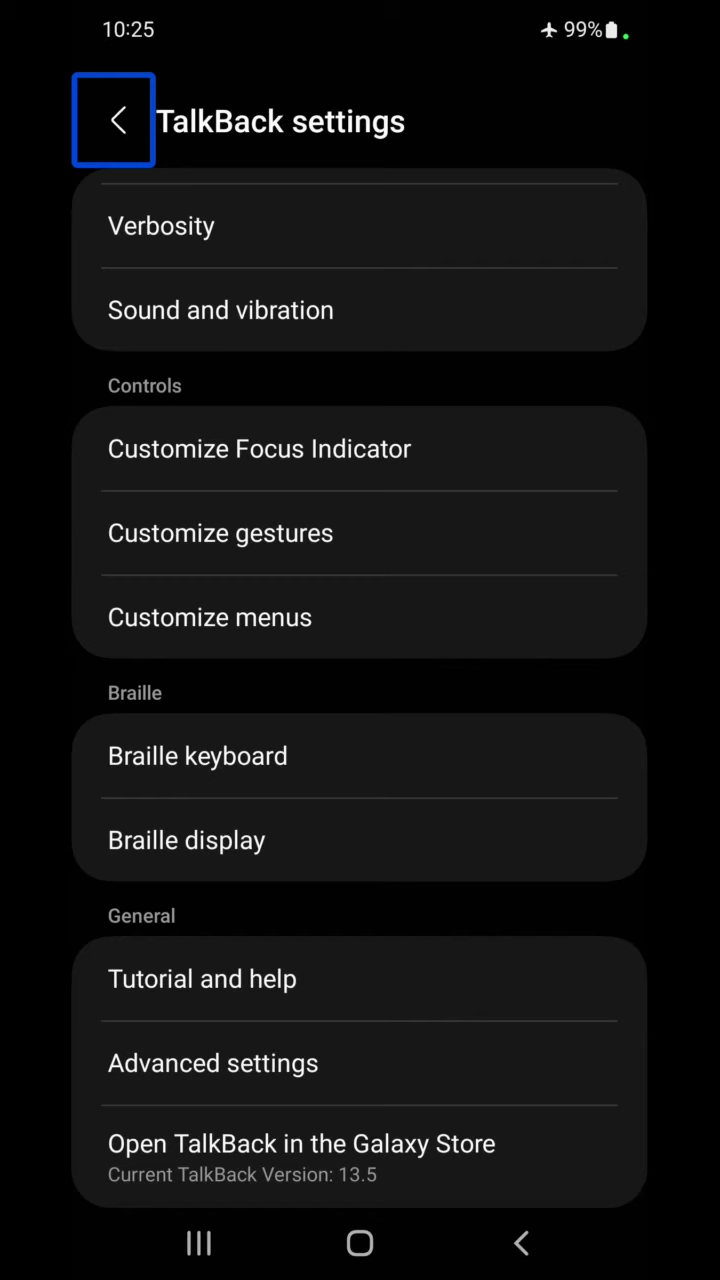 10:25
99%
TalkBack settings
Verbosity
Sound and vibration
Controls
Customize Focus Indicator
Customize gestures
Customize menus
Braille
Braille keyboard
Braille display
General
Tutorial and help
Advanced settings
Open TalkBack in the Galaxy Store
Current TalkBack Version: 13.5